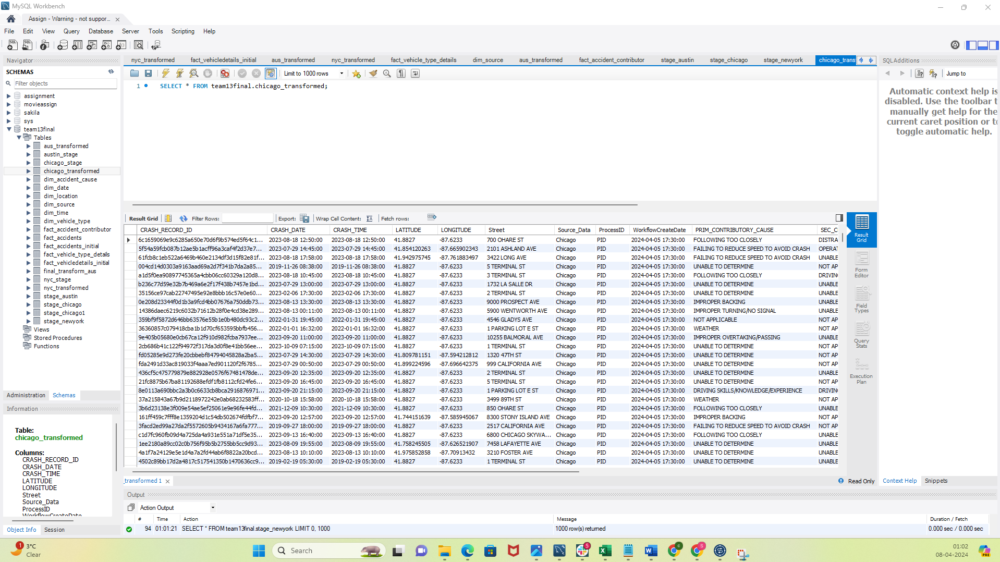 MySQL Workbench
Assign - Warning - not suppor...
File Edit View Query Database Server Tools Scripting Help
Navigator
SCHEMAS
Filter objects
assignment
movieassign
sakila
sys
team13final
Tables
aus_transformed
austin_stage
chicago_stage
chicago_transformed
dim_accident_cause
dim_date
dim_location
dim_source
dim_time
dim_vehicle_type
fact_accident_contributor
fact_accidents
fact_accidents_initial
fact_vehicle_type_details
fact_vehicledetails_initial
final_transform_aus
nyc_stage
nyc_transformed
stage_austin
stage_chicago
stage_chicago1
stage_newyork
Views
Stored Procedures
Functions
Administration Schemas
Information
Table:
chicago_transformed
Columns:
CRASH_RECORD_ID
CRASH_DATE
CRASH_TIME
LATITUDE
LONGITUDE
Street
Source_Data
ProcessID
WorkflowCreateDate
Object Info Session
nyc_transformed fact_vehicledetails_initial aus_transformed nyc_transformed fact_vehicle_type_details dim_source aus_transformed fact_accident_contributor stage_austin stage_chicago stage_newyork chicago_trans
Limit to 1000 rows
1 SELECT * FROM team13final.chicago_transformed;
Result Grid Filter Rows: Export: Wrap Cell Content: Fetch rows:
CRASH_RECORD_ID CRASH_DATE CRASH_TIME LATITUDE LONGITUDE Street Source_Data ProcessID WorkflowCreateDate PRIM_CONTRIBUTORY_CAUSE SEC_C
6c1659069e9c6285a650e70d6f9b574ed5f64c1... 2023-08-18 12:50:00 2023-08-18 12:50:00 41.8827 -87.6233 700 OHARE ST Chicago PID 2024-04-05 17:30:00 FOLLOWING TOO CLOSELY DISTRA
5f54a59fcb087b12ae5b1acff96a3caf4f2d37e7... 2023-07-29 14:45:00 2023-07-29 14:45:00 41.854120263 -87.665902343 2101 ASHLAND AVE Chicago PID 2024-04-05 17:30:00 FAILING TO REDUCE SPEED TO AVOID CRASH OPERAT
61fcb8c1eb522a6469b460e2134df3d15f82e81f... 2023-08-18 17:58:00 2023-08-18 17:58:00 41.942975745 -87.761883497 3422 LONG AVE Chicago PID 2024-04-05 17:30:00 FAILING TO REDUCE SPEED TO AVOID CRASH UNABLE
004cd14d0303a9163aad69a2d7f341b7da2a85... 2019-11-26 08:38:00 2019-11-26 08:38:00 41.8827 -87.6233 5 TERMINAL ST Chicago PID 2024-04-05 17:30:00 UNABLE TO DETERMINE NOT AP
a1d5f0ea90897745365a4cbb06cc60329a120d8... 2023-08-18 10:45:00 2023-08-18 10:45:00 41.8827 -87.6233 3 TERMINAL ST Chicago PID 2024-04-05 17:30:00 FOLLOWING TOO CLOSELY DRIVING
b236c77d59e32b7b469a6e2f17f438b7457e1bd... 2023-07-29 13:00:00 2023-07-29 13:00:00 41.8827 -87.6233 1732 LA SALLE DR Chicago PID 2024-04-05 17:30:00 UNABLE TO DETERMINE UNABLE
35156ce97cab22747495e92e8bbb16c57e0e60... 2023-02-06 17:30:00 2023-02-06 17:30:00 41.8827 -87.6233 2 TERMINAL ST Chicago PID 2024-04-05 17:30:00 UNABLE TO DETERMINE UNABLE
0e208d23344f0d1b3a9fcd4bb07676a750ddb73... 2023-08-13 13:30:00 2023-08-13 13:30:00 41.8827 -87.6233 9000 PROSPECT AVE Chicago PID 2024-04-05 17:30:00 IMPROPER BACKING UNABLE
14386daec6219c6032b71612b28f0e4cd38e289... 2023-08-13 00:11:00 2023-08-13 00:11:00 41.8827 -87.6233 5900 WENTWORTH AVE Chicago PID 2024-04-05 17:30:00 IMPROPER TURNING/NO SIGNAL UNABLE
359bf9f5872d646bb63576e55b1e0b480dc93c2... 2022-01-31 19:45:00 2022-01-31 19:45:00 41.8827 -87.6233 4546 GLADYS AVE Chicago PID 2024-04-05 17:30:00 NOT APPLICABLE NOT AP
36360857c079418cba1b1d70cf653595bbfb456... 2022-01-01 16:32:00 2022-01-01 16:32:00 41.8827 -87.6233 1 PARKING LOT E ST Chicago PID 2024-04-05 17:30:00 WEATHER NOT AP
9e405b05680e0cb67ca12f910d982fcba7937ee... 2023-09-20 11:00:00 2023-09-20 11:00:00 41.8827 -87.6233 10255 BALMORAL AVE Chicago PID 2024-04-05 17:30:00 IMPROPER OVERTAKING/PASSING NOT AP
2cb686b41c122f94972f317da3d0f8e41bb56ee... 2023-10-09 07:15:00 2023-10-09 07:15:00 41.8827 -87.6233 1 TERMINAL ST Chicago PID 2024-04-05 17:30:00 UNABLE TO DETERMINE NOT AP
fd05285e9d273fe20cbbebf84794045828a2ba5... 2023-07-29 14:30:00 2023-07-29 14:30:00 41.809781151 -87.594212812 1320 47TH ST Chicago PID 2024-04-05 17:30:00 UNABLE TO DETERMINE UNABLE
fda2491d33ac819033f4aaa7ed901120f2f6785... 2023-07-29 00:50:00 2023-07-29 00:50:00 41.899224596 -87.696642375 999 CALIFORNIA AVE Chicago PID 2024-04-05 17:30:00 UNABLE TO DETERMINE UNABLE
436cf5c475779879e882928e0576f67481478de... 2023-09-20 12:35:00 2023-09-20 12:35:00 41.8827 -87.6233 2 TERMINAL ST Chicago PID 2024-04-05 17:30:00 UNABLE TO DETERMINE UNABLE
21fc8875b67ba81192688efdf1fb8112cfd24fe6... 2023-09-20 16:45:00 2023-09-20 16:45:00 41.8827 -87.6233 5 TERMINAL ST Chicago PID 2024-04-05 17:30:00 UNABLE TO DETERMINE UNABLE
8e0113a690bbc2a3b0c6633cb8bca2916876971... 2023-09-20 21:15:00 2023-09-20 21:15:00 41.8827 -87.6233 1 PARKING LOT E ST Chicago PID 2024-04-05 17:30:00 DRIVING SKILLS/KNOWLEDGE/EXPERIENCE DRIVING
37a215843a67b9d2118972242e0ab68232583ff... 2020-10-18 15:58:00 2020-10-18 15:58:00 41.8827 -87.6233 3499 89TH ST Chicago PID 2024-04-05 17:30:00 WEATHER NOT AP
3b6d23138e3f009e54ae5ef25061e9e96fe44fd... 2021-12-09 10:30:00 2021-12-09 10:30:00 41.8827 -87.6233 850 OHARE ST Chicago PID 2024-04-05 17:30:00 FOLLOWING TOO CLOSELY UNABLE
161ff459c7fff8e1359204d1c54db502674fdfbf7... 2023-09-20 12:57:00 2023-09-20 12:57:00 41.744151639 -87.585945067 8300 STONY ISLAND AVE Chicago PID 2024-04-05 17:30:00 IMPROPER BACKING NOT AP
3facd2ed99a27da2f5572605b9434167a6fa777... 2019-09-27 18:00:00 2019-09-27 18:00:00 41.8827 -87.6233 2517 CALIFORNIA AVE Chicago PID 2024-04-05 17:30:00 FAILING TO REDUCE SPEED TO AVOID CRASH NOT AP
c1d7fc960fb09d4a725da4a931e551a71df5e35... 2023-09-13 16:40:00 2023-09-13 16:40:00 41.8827 -87.6233 6800 CHICAGO SKYWA... Chicago PID 2024-04-05 17:30:00 FOLLOWING TOO CLOSELY UNABLE
1ee2180a89cc02c0b756f95b5b2755bb5cc9d93... 2023-08-09 19:55:00 2023-08-09 19:55:00 41.758245505 -87.626521907 7458 LAFAYETTE AVE Chicago PID 2024-04-05 17:30:00 UNABLE TO DETERMINE UNABLE
4a1f7a24129e5e1d4a7a2fd44ab6f8822a20bcd... 2023-08-13 10:10:00 2023-08-13 10:10:00 41.975852858 -87.70913432 3210 FOSTER AVE Chicago PID 2024-04-05 17:30:00 UNABLE TO DETERMINE NOT AP
4502c89bb17d2a4817c517541350b1470636cc9... 2019-02-19 05:30:00 2019-02-19 05:30:00 41.8827 -87.6233 1 TERMINAL ST Chicago PID 2024-04-05 17:30:00 UNABLE TO DETERMINE UNABLE
Result Grid
Form Editor
Field Types
Query Stats
Execution Plan
_transformed 1
Read Only
Output
Action Output
# Time Action Message Duration / Fetch
94 01:01:21 SELECT * FROM team13final.stage_newyork LIMIT 0, 1000 1000 row(s) returned 0.000 sec / 0.000 sec
SQLAdditions
Jump to
Automatic context help is
disabled. Use the toolbar t
manually get help for the
current caret position or to
toggle automatic help.
Context Help Snippets
1
3°C
Clear
Search
5
01:02
08-04-2024
PRE